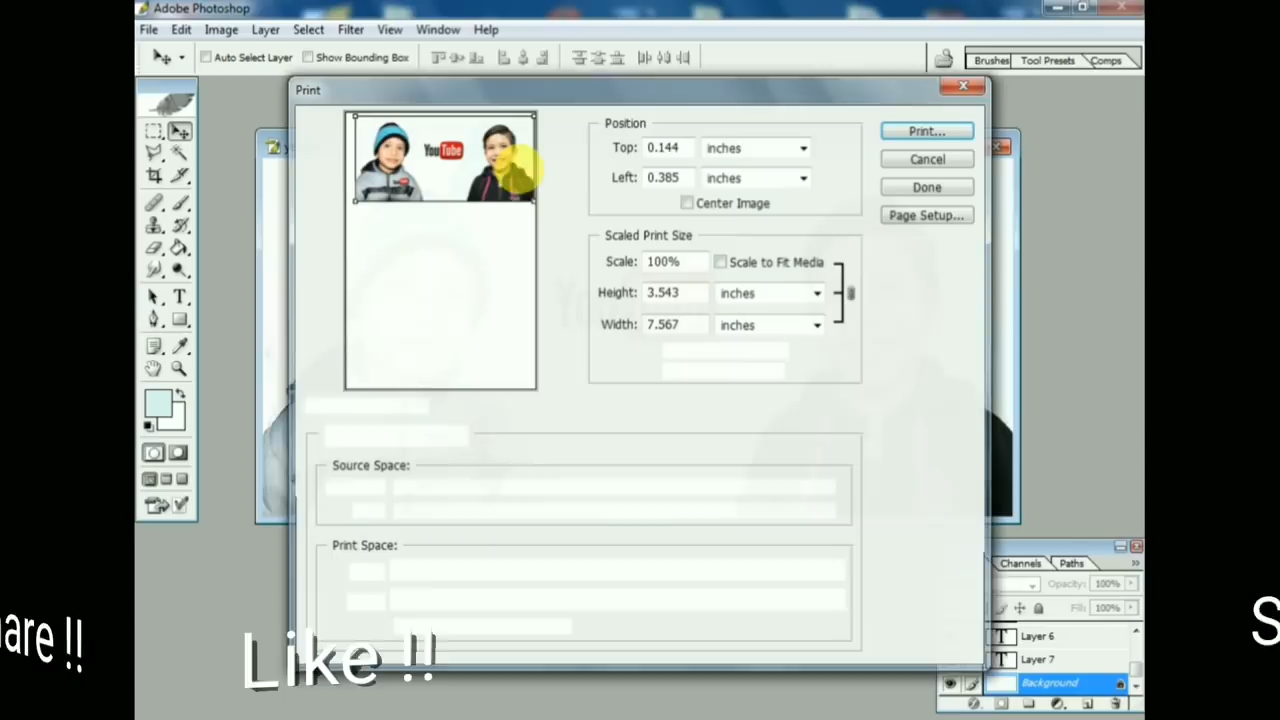 Adobe Photoshop
File Edit Image Layer Select Filter View Window Help
Auto Select Layer Show Bounding Box
Brushes Tool Presets Comps
Print
YouTube
Position
Top: 0.144 inches
Left: 0.385 inches
Center Image
Print...
Cancel
Done
Page Setup...
Scaled Print Size
Scale: 100% Scale to Fit Media
Height: 3.543 inches
Width: 7.567 inches
Source Space:
Print Space:
Channels Paths
Opacity: 100%
Fill: 100%
T Layer 6
T Layer 7
Background
are !!
Like !!
S